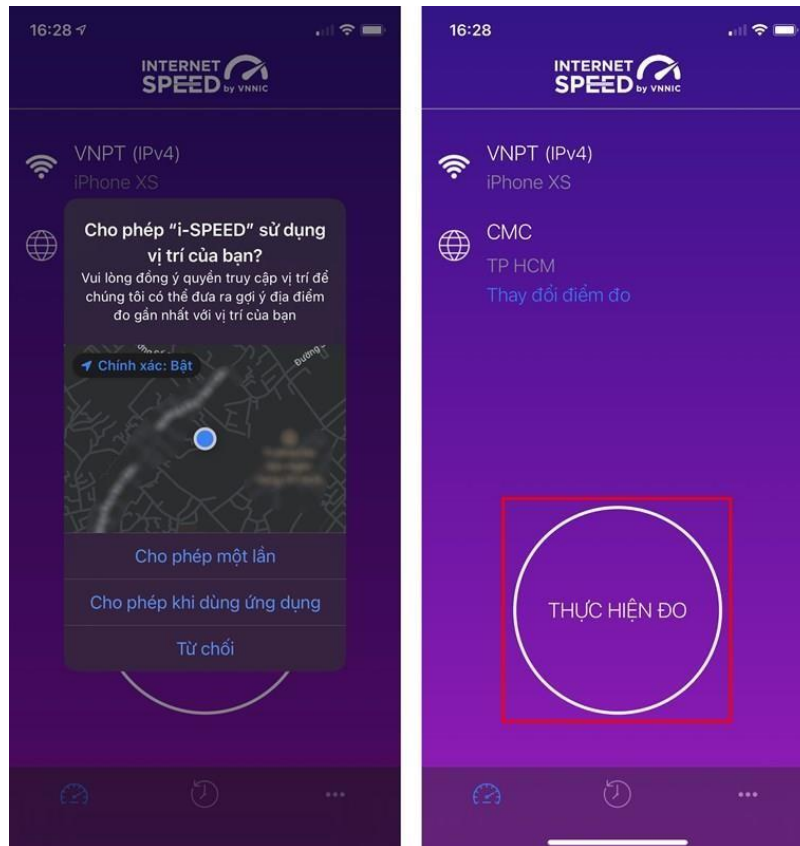 16:28
INTERNET
SPEED by VNNIC
VNPT (IPv4)
iPhone XS
Cho phép “i-SPEED” sử dụng
vị trí của bạn?
Vui lòng đồng ý quyền truy cập vị trí để
chúng tôi có thể đưa ra gợi ý địa điểm
đo gần nhất với vị trí của bạn
Chính xác: Bật
Đường
Cho phép một lần
Cho phép khi dùng ứng dụng
Từ chối
16:28
INTERNET
SPEED by VNNIC
VNPT (IPv4)
iPhone XS
CMC
TP HCM
Thay đổi điểm đo
THỰC HIỆN ĐO